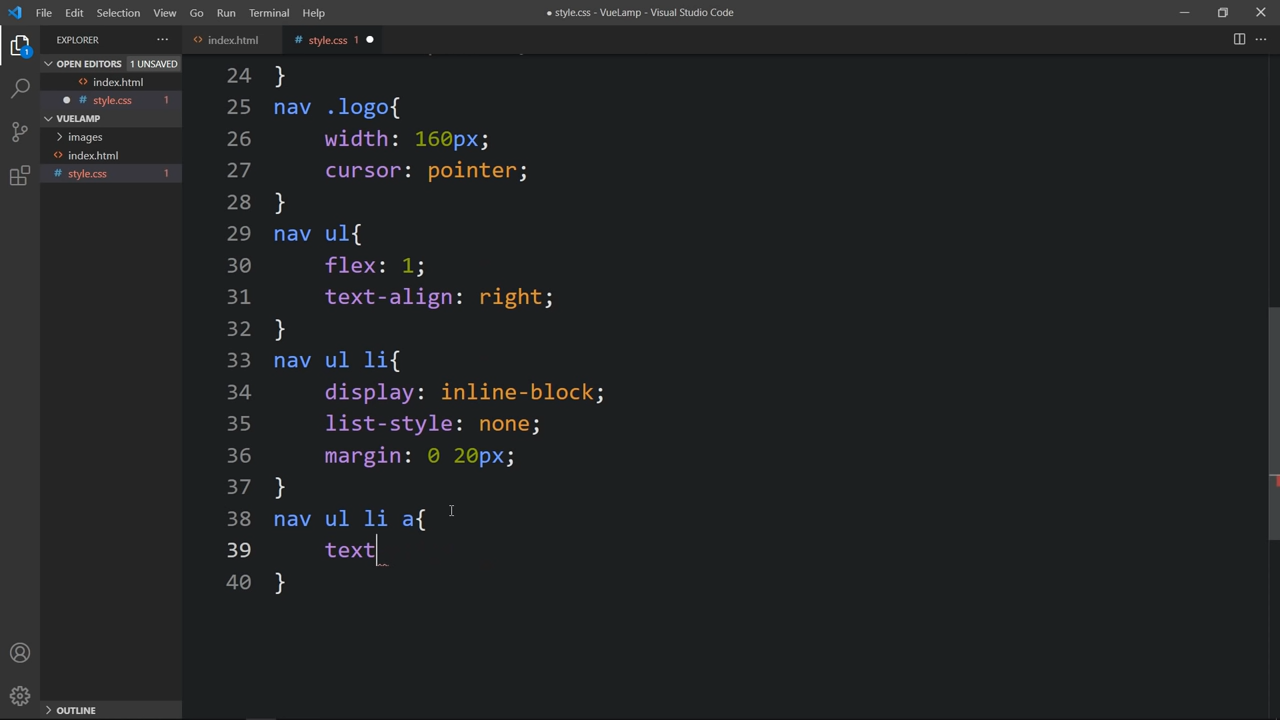 File Edit Selection View Go Run Terminal Help
● style.css - VueLamp - Visual Studio Code
EXPLORER ...
index.html
# style.css 1 ●
OPEN EDITORS 1 UNSAVED
index.html
# style.css 1
VUELAMP
images
index.html
# style.css 1
OUTLINE
1
24 }
25 nav .logo{
26 width: 160px;
27 cursor: pointer;
28 }
29 nav ul{
30 flex: 1;
31 text-align: right;
32 }
33 nav ul li{
34 display: inline-block;
35 list-style: none;
36 margin: 0 20px;
37 }
38 nav ul li a{
39 text
40 }